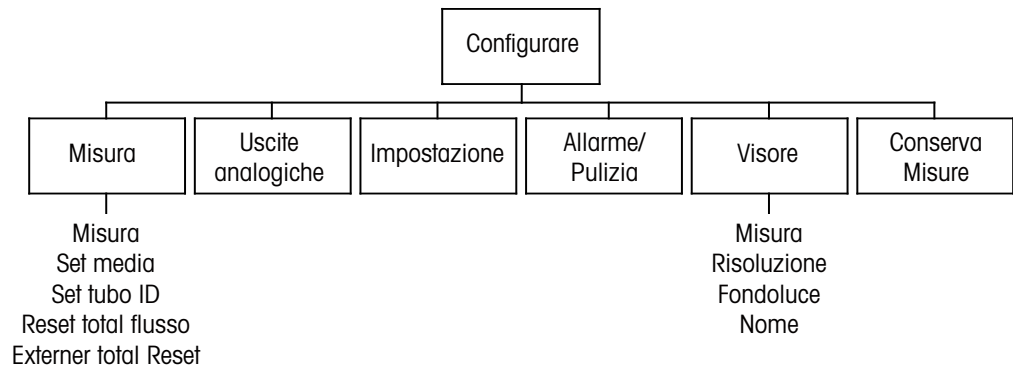 Configurare
Misura
Uscite
analogiche
Impostazione
Allarme/
Pulizia
Visore
Conserva
Misure
Misura
Set media
Set tubo ID
Reset total flusso
Externer total Reset
Misura
Risoluzione
Fondoluce
Nome